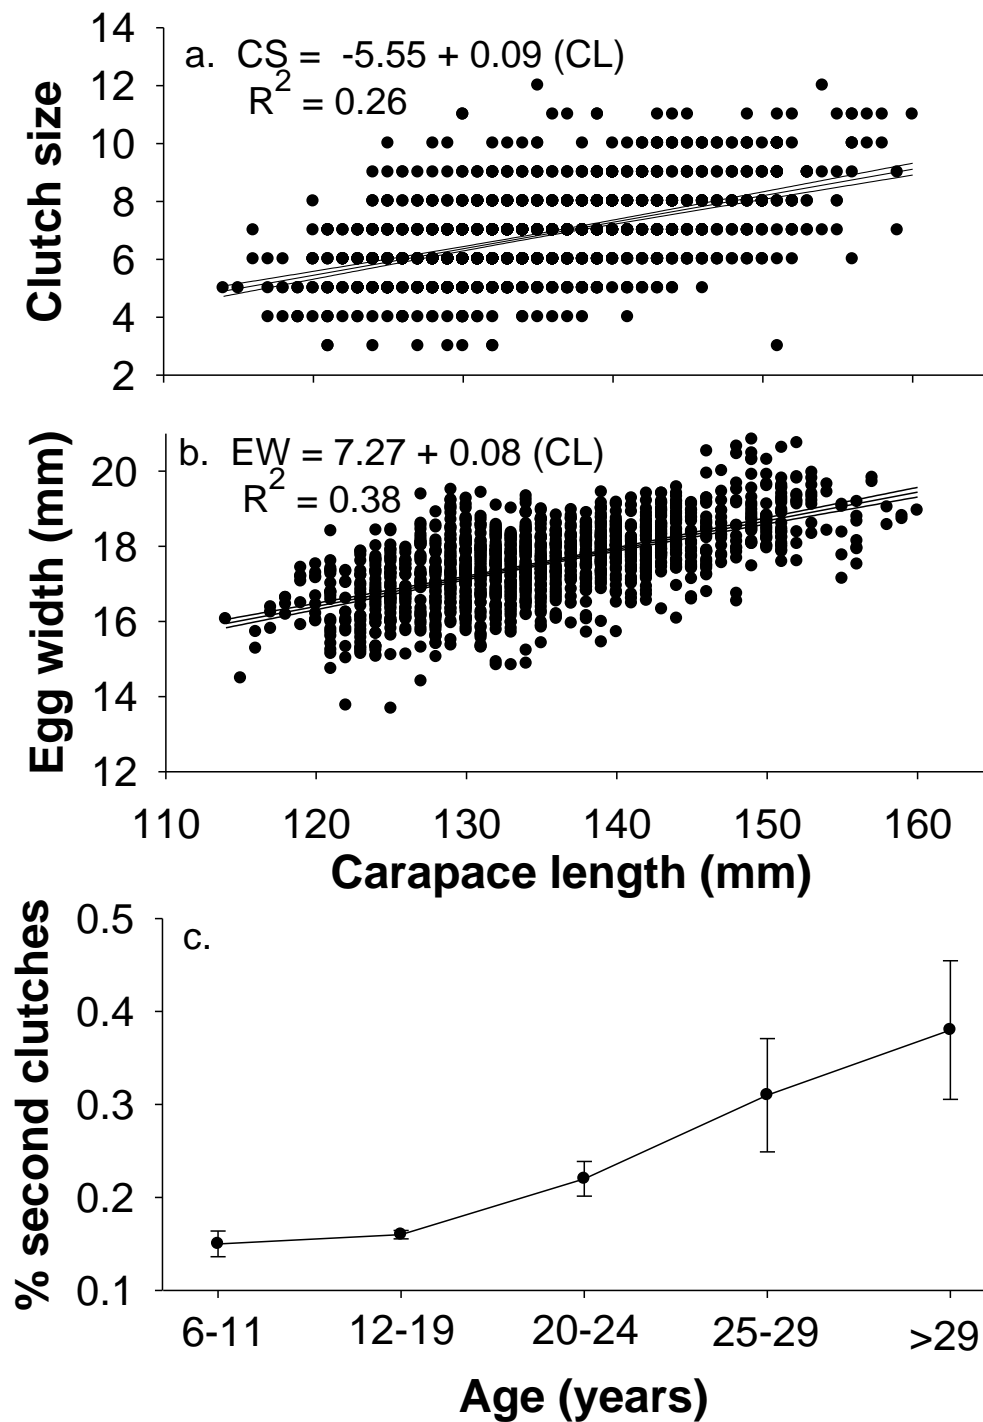 14
12
10
8
6
4
2
Clutch size
a. CS = -5.55 + 0.09 (CL)
R² = 0.26
20
18
16
14
12
Egg width (mm)
b. EW = 7.27 + 0.08 (CL)
R² = 0.38
110 120 130 140 150 160
Carapace length (mm)
0.5
0.4
0.3
0.2
0.1
% second clutches
c.
6-11 12-19 20-24 25-29 >29
Age (years)